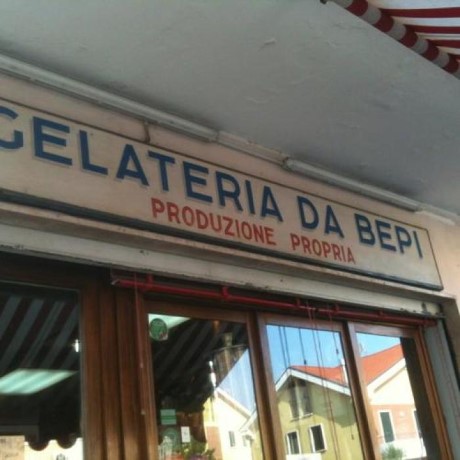 GELATERIA DA BEPI
PRODUZIONE PROPRIA